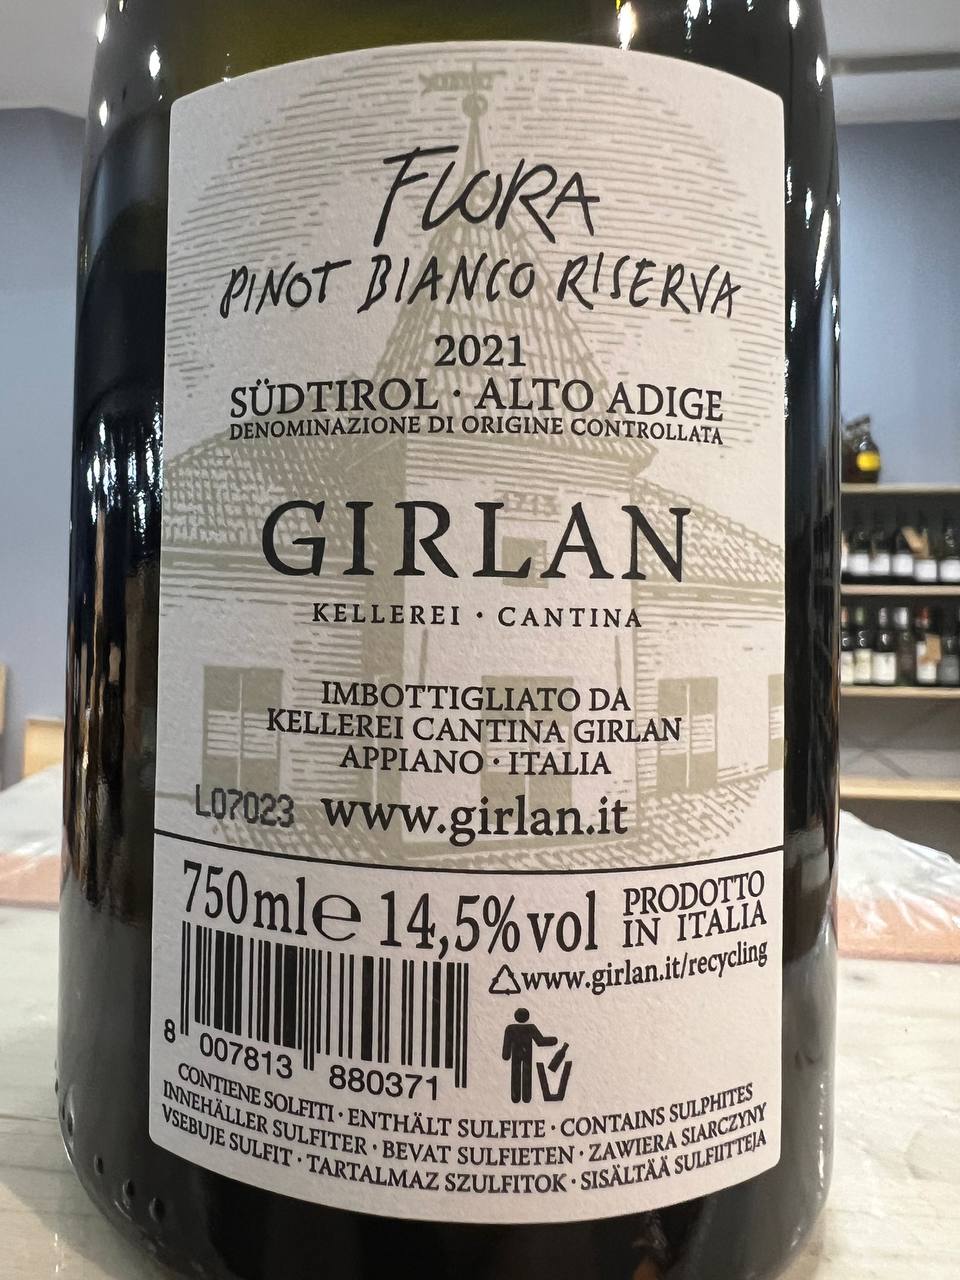 FLORA
PINOT BIANCO RISERVA
2021
SÜDTIROL · ALTO ADIGE
DENOMINAZIONE DI ORIGINE CONTROLLATA
GIRLAN
KELLEREI · CANTINA
IMBOTTIGLIATO DA
KELLEREI CANTINA GIRLAN
APPIANO · ITALIA
L07023 www.girlan.it
750ml℮ 14,5%vol PRODOTTO
IN ITALIA
www.girlan.it/recycling
8 007813 880371
CONTIENE SOLFITI · ENTHÄLT SULFITE · CONTAINS SULPHITES
INNEHÄLLER SULFITER · BEVAT SULFIETEN · ZAWIERA SIARCZYNY
VSEBUJE SULFIT · TARTALMAZ SZULFITOK · SISÄLTÄÄ SULFIITTEJA